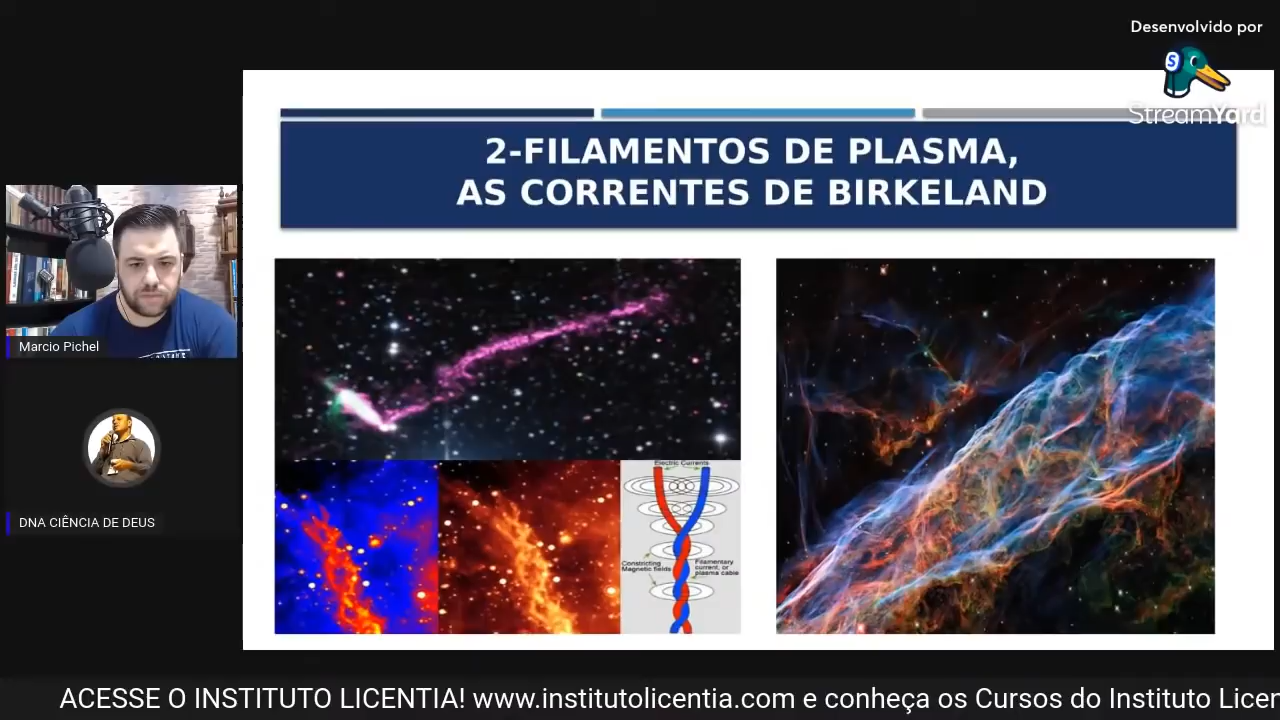 Desenvolvido por
S
StreamYard
2-FILAMENTOS DE PLASMA,
AS CORRENTES DE BIRKELAND
Marcio Pichel
Electric Currents
Constricting
Magnetic fields
Filamentary
current, or
plasma cable
DNA CIÊNCIA DE DEUS
ACESSE O INSTITUTO LICENTIA! www.institutolicentia.com e conheça os Cursos do Instituto Licer